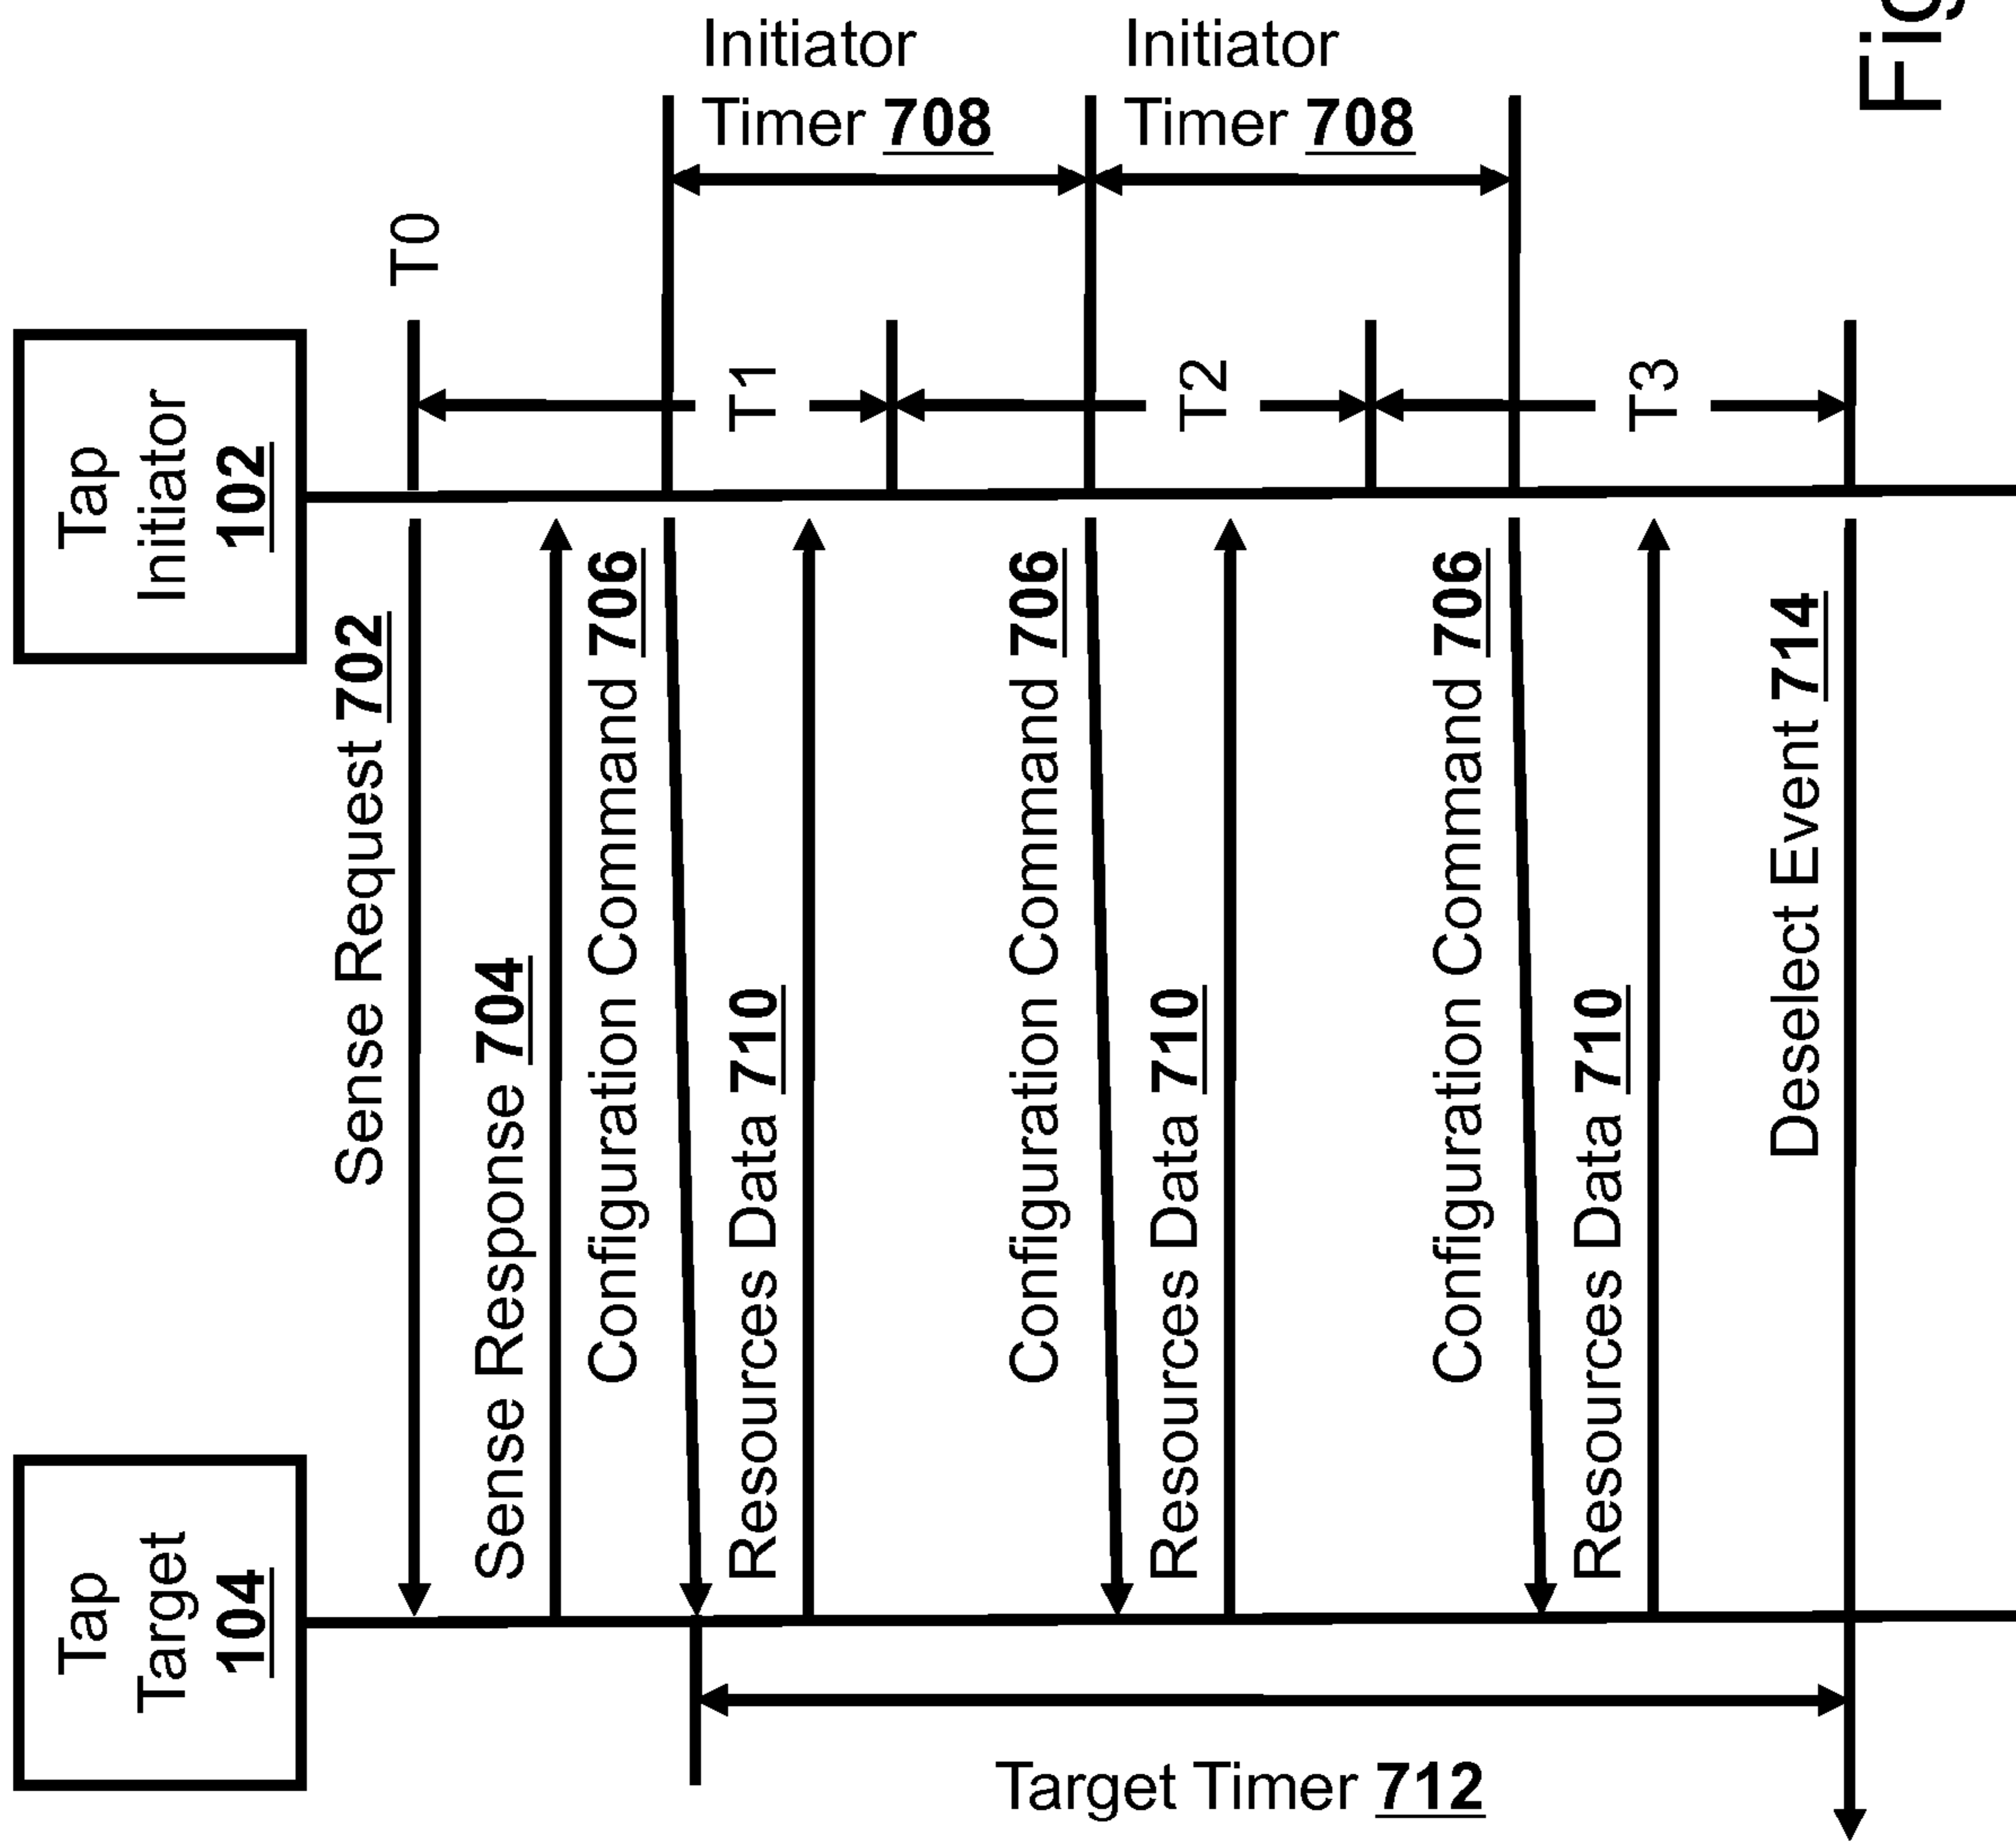 Tap
Initiator
102
Tap
Target
104
T0
Sense Request 702
Sense Response 704
Configuration Command 706
Initiator
Timer 708
T1
Resources Data 710
Configuration Command 706
Initiator
Timer 708
T2
Resources Data 710
Configuration Command 706
T3
Resources Data 710
Deselect Event 714
Target Timer 712
Fig